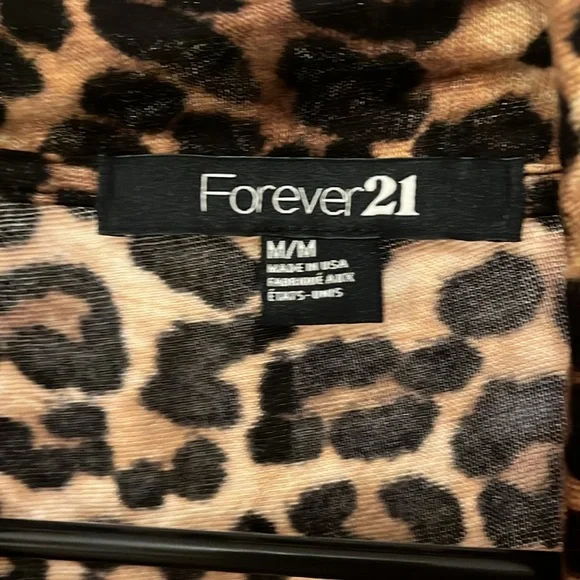 Forever21
M/M
MADE IN USA
FABRIQUÉ AUX
ÉTATS-UNIS